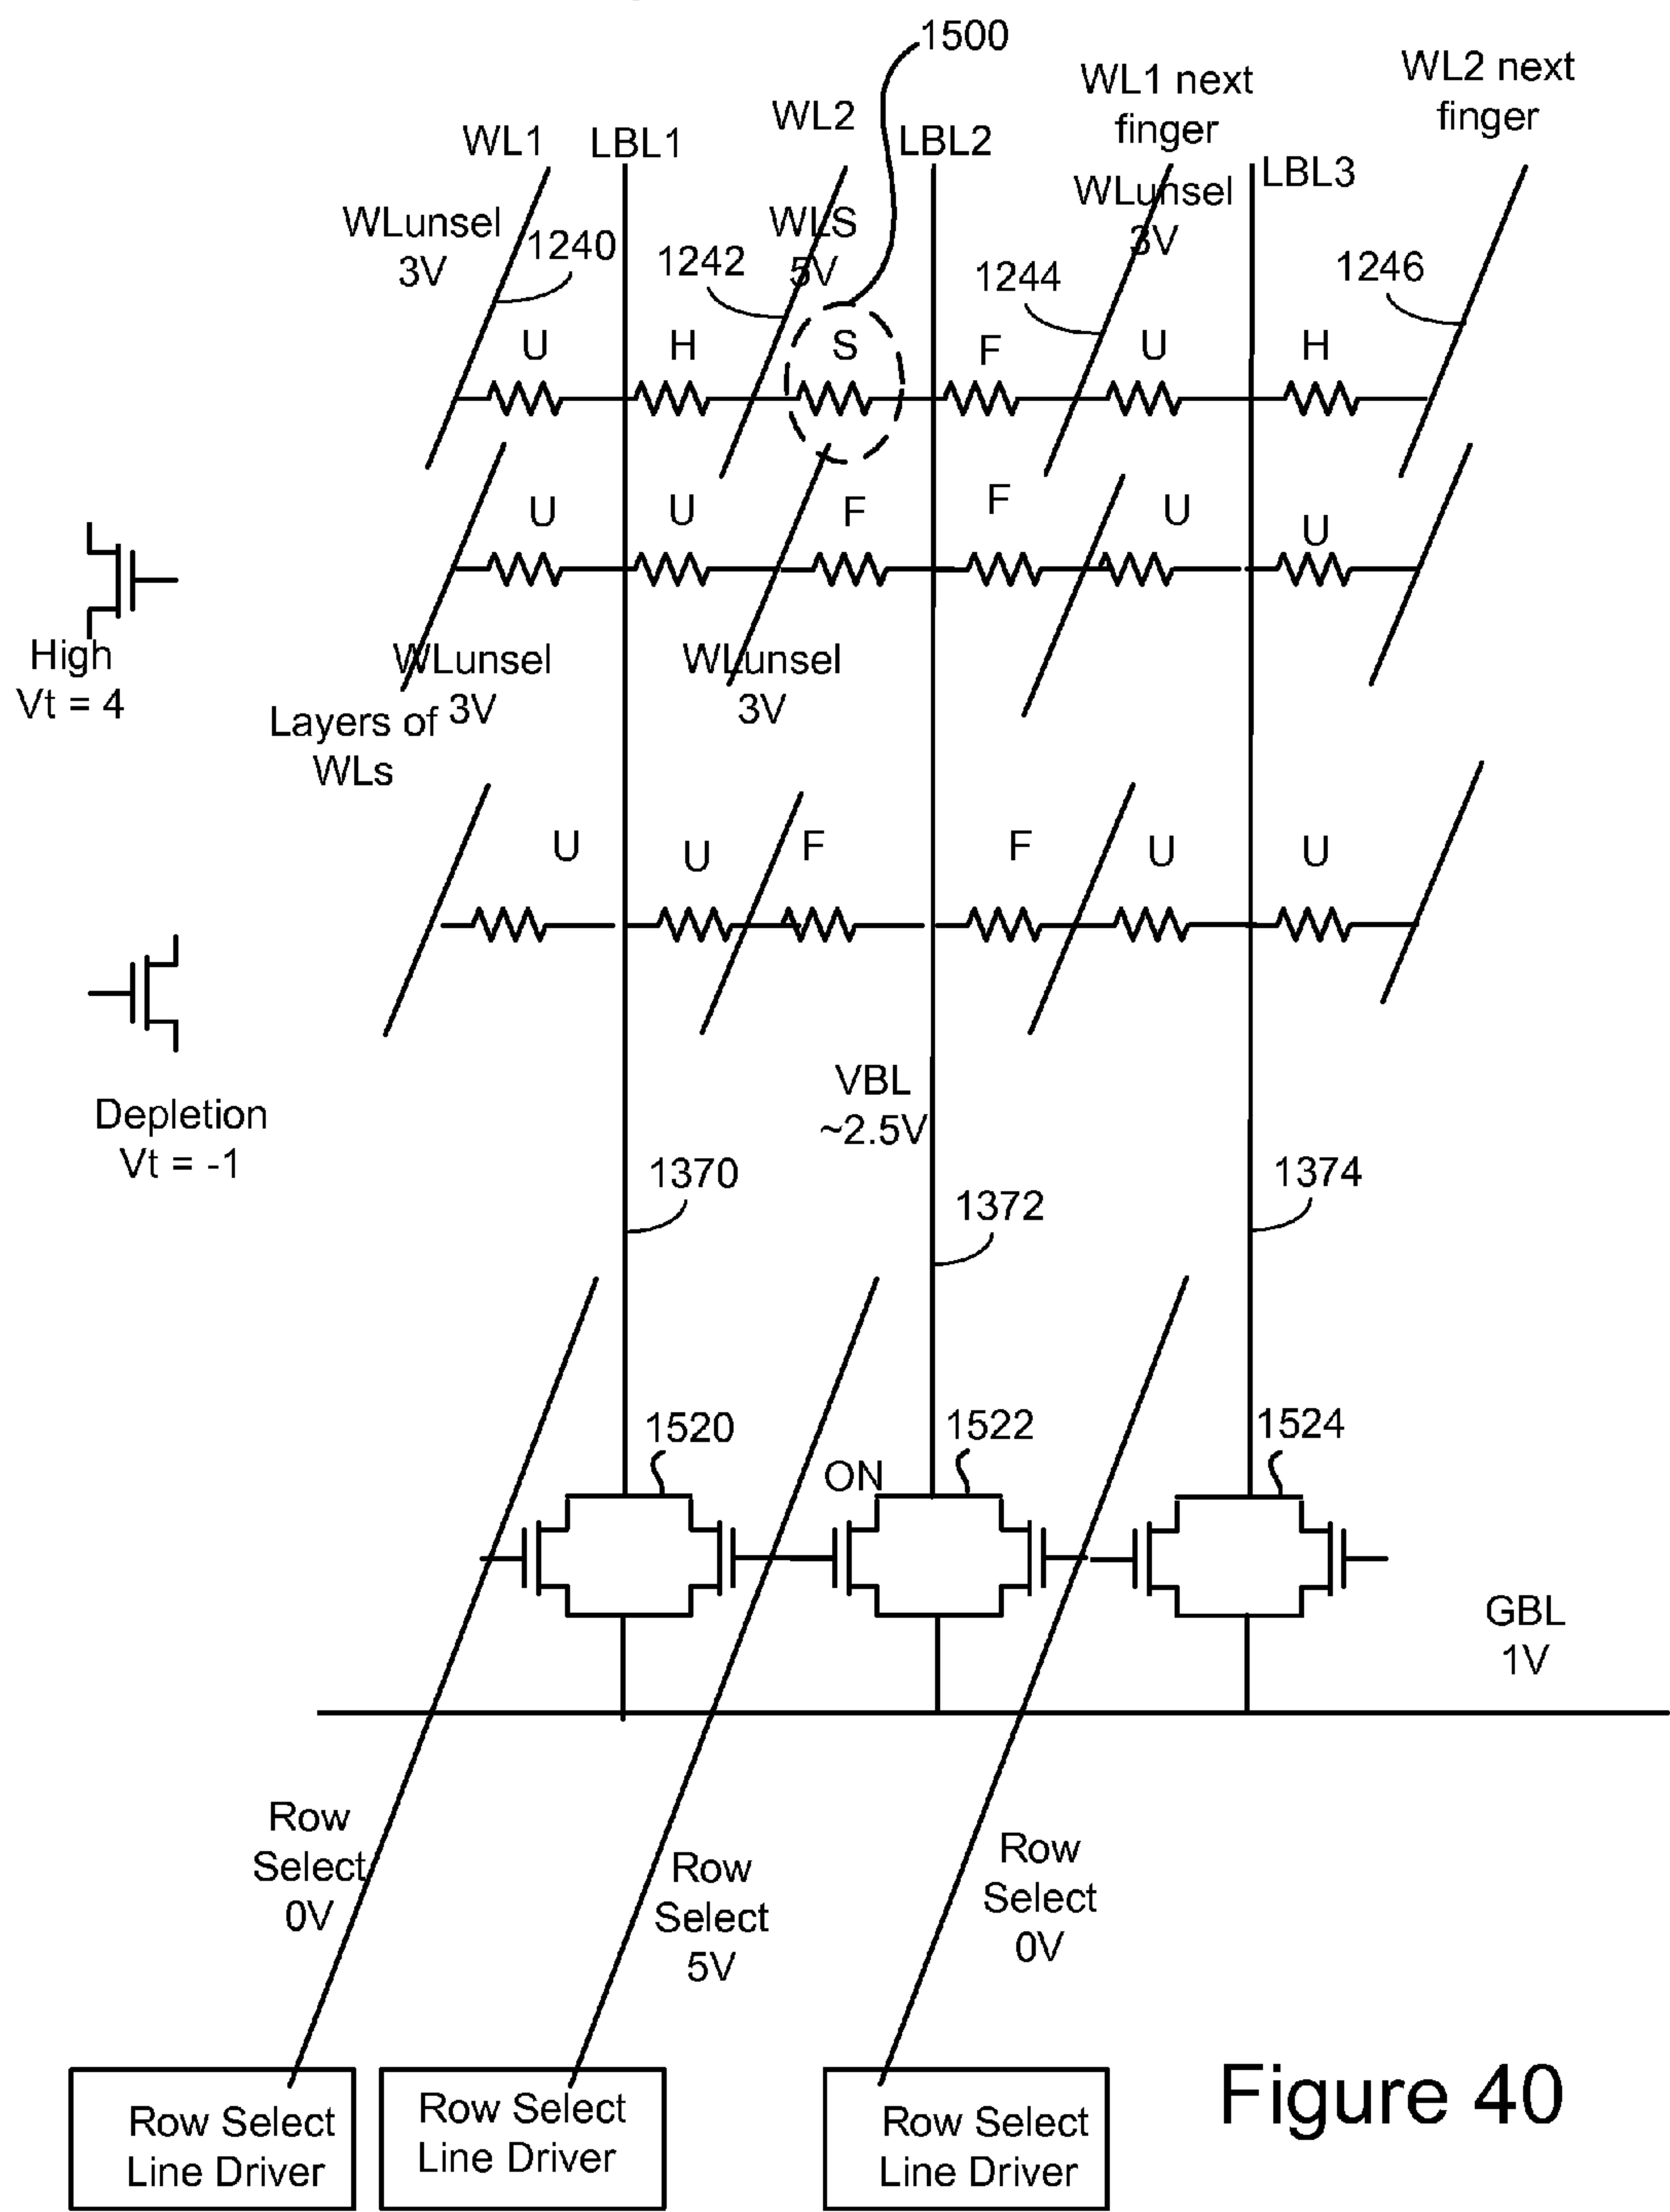 1500
WL1
LBL1
WL2
LBL2
WL1 next
finger
WL2 next
finger
LBL3
WLunsel
3V
1240
1242
WLS
5V
1244
WLunsel
3V
1246
U
H
S
F
U
H
U
U
F
F
U
U
High
Vt = 4
WLunsel
3V
WLunsel
3V
Layers of
WLs
U
U
F
F
U
U
Depletion
Vt = -1
VBL
~2.5V
1370
1372
1374
1520
ON
1522
1524
GBL
1V
Row
Select
0V
Row
Select
5V
Row
Select
0V
Row Select
Line Driver
Row Select
Line Driver
Row Select
Line Driver
Figure 40